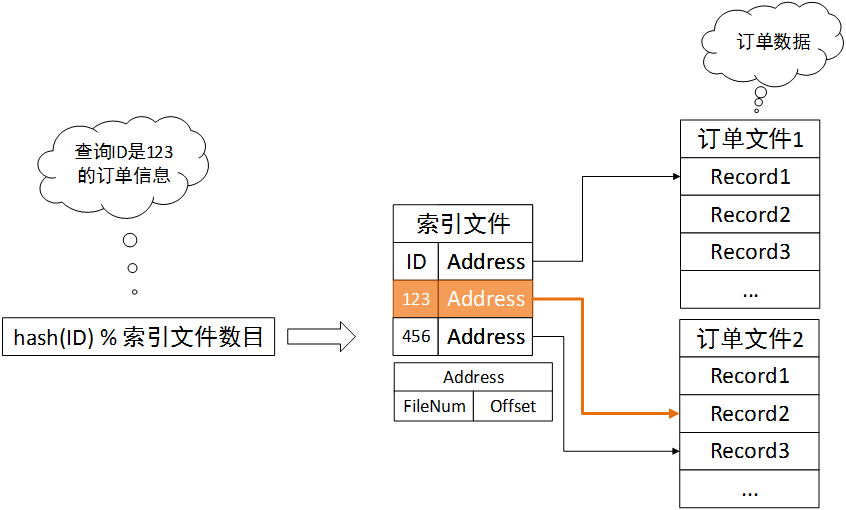 订单数据
查询ID是123
的订单信息
hash(ID) % 索引文件数目
索引文件
ID Address
123 Address
456 Address
Address
FileNum Offset
订单文件1
Record1
Record2
Record3
...
订单文件2
Record1
Record2
Record3
...